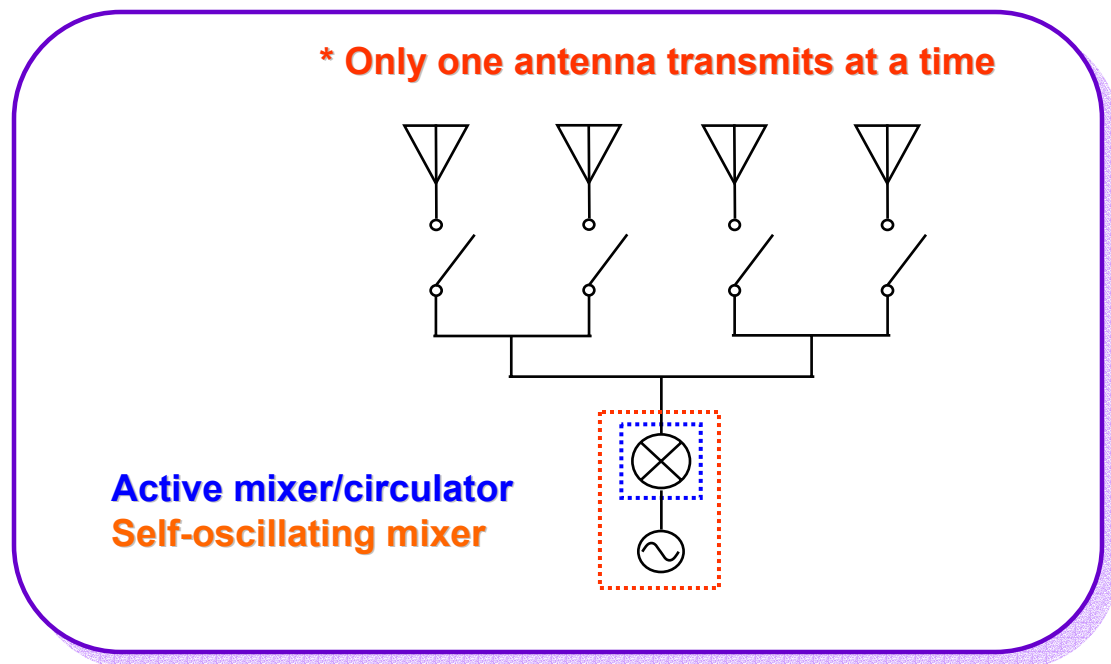 * Only one antenna transmits at a time
Active mixer/circulator
Self-oscillating mixer